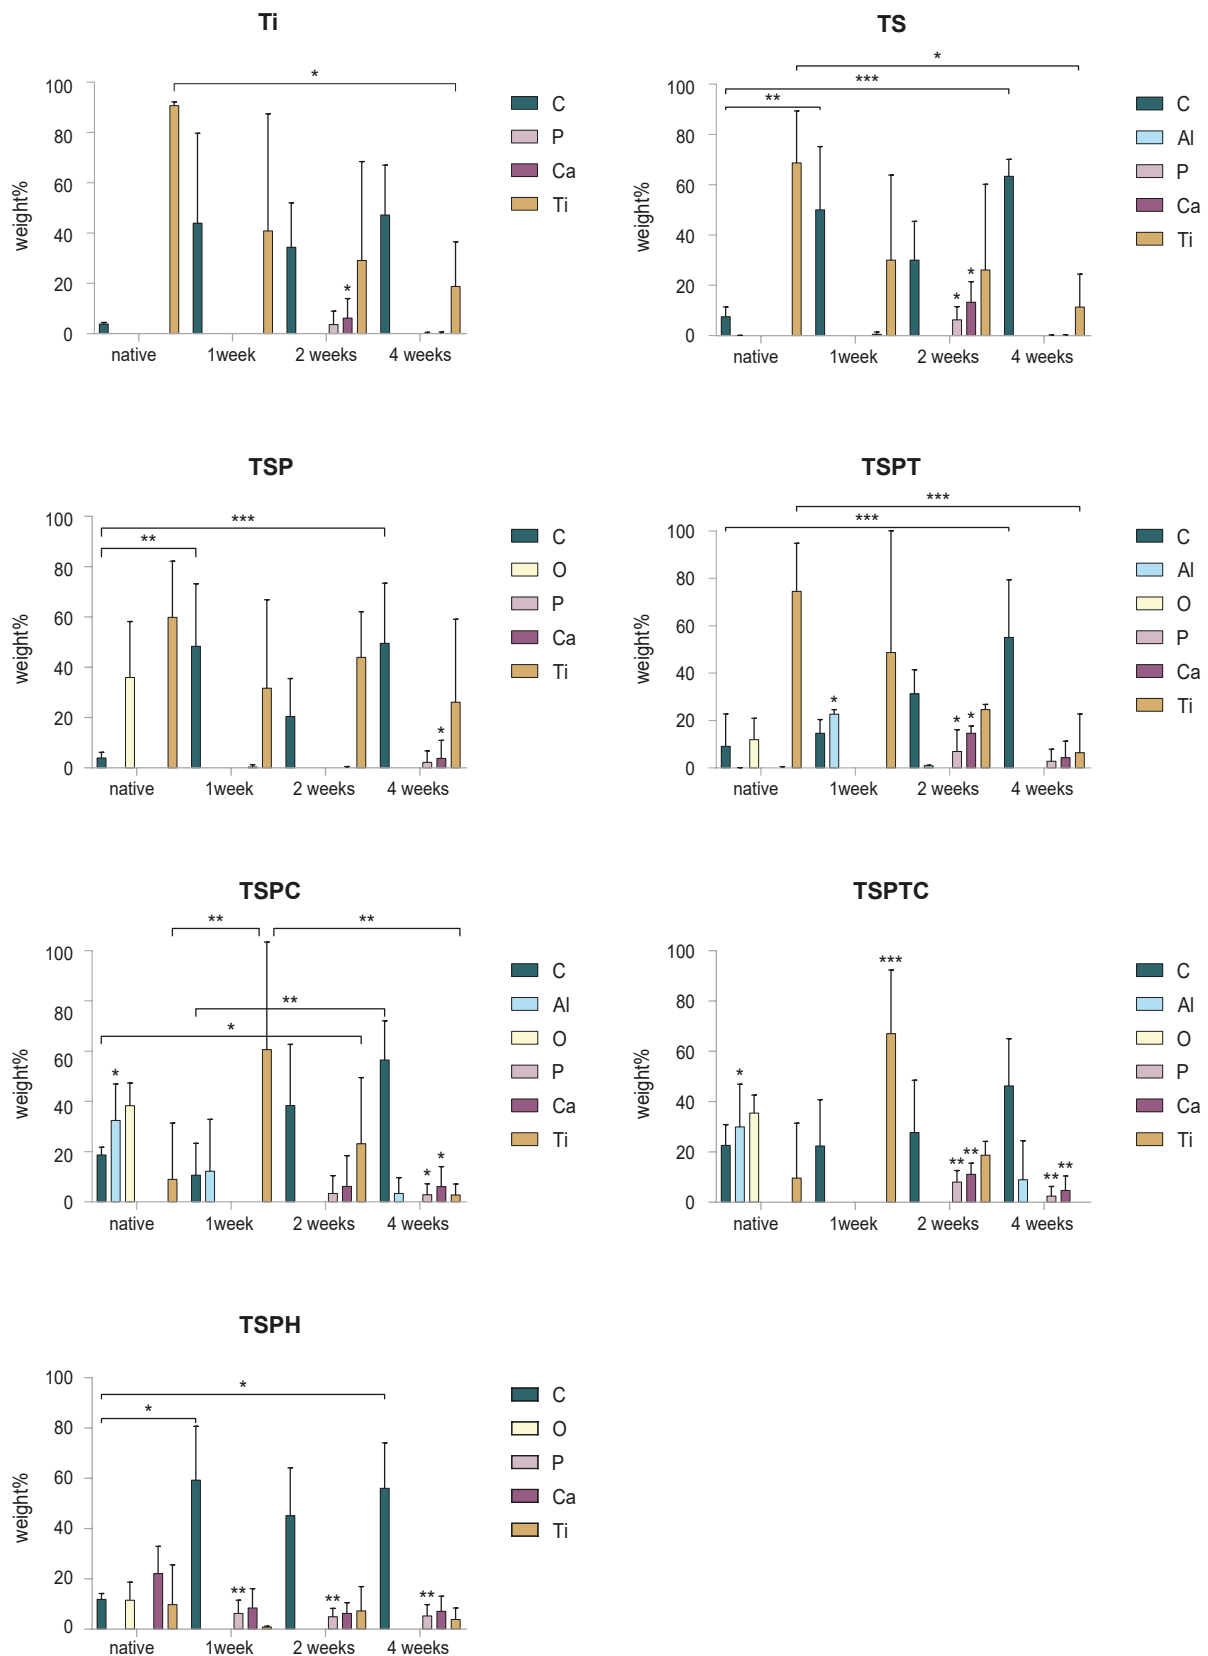 Ti
TS
*
*
***
**
100
80
60
40
20
0
weight%
*
native
1week
2 weeks
4 weeks
C
P
Ca
Ti
100
80
60
40
20
0
weight%
*
*
native
1week
2 weeks
4 weeks
C
Al
P
Ca
Ti
TSP
TSPT
***
**
100
80
60
40
20
0
weight%
*
native
1week
2 weeks
4 weeks
C
O
P
Ca
Ti
***
***
100
80
60
40
20
0
weight%
*
*
*
native
1week
2 weeks
4 weeks
C
Al
O
P
Ca
Ti
TSPC
TSPTC
**
**
**
*
100
80
60
40
20
0
weight%
*
*
*
native
1week
2 weeks
4 weeks
C
Al
O
P
Ca
Ti
***
100
80
60
40
20
0
weight%
*
**
**
**
**
native
1week
2 weeks
4 weeks
C
Al
O
P
Ca
Ti
TSPH
*
*
100
80
60
40
20
0
weight%
**
**
**
native
1week
2 weeks
4 weeks
C
O
P
Ca
Ti